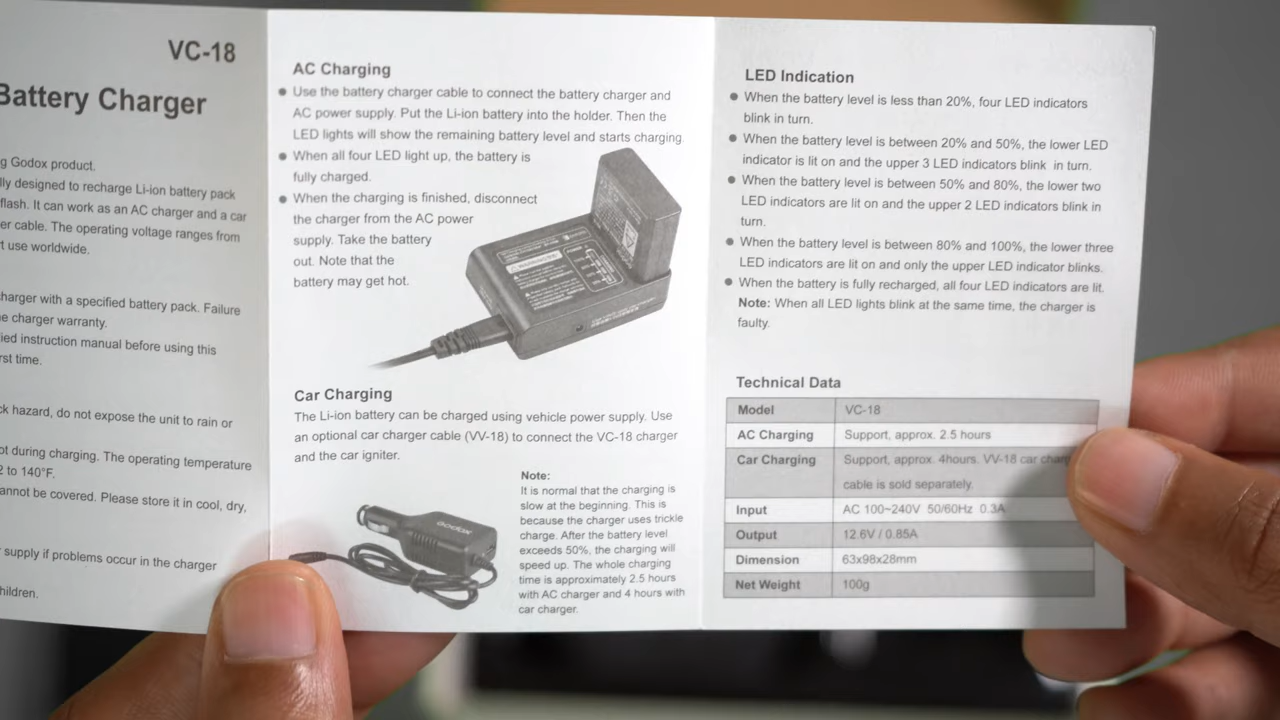 VC-18
Battery Charger
g Godox product.
lly designed to recharge Li-ion battery pack
flash. It can work as an AC charger and a car
er cable. The operating voltage ranges from
t use worldwide.
harger with a specified battery pack. Failure
e charger warranty.
ied instruction manual before using this
rst time.
ck hazard, do not expose the unit to rain or
ot during charging. The operating temperature
2 to 140°F.
annot be covered. Please store it in cool, dry,
supply if problems occur in the charger
hildren.
AC Charging
● Use the battery charger cable to connect the battery charger and
AC power supply. Put the Li-ion battery into the holder. Then the
LED lights will show the remaining battery level and starts charging.
● When all four LED light up, the battery is
fully charged.
● When the charging is finished, disconnect
the charger from the AC power
supply. Take the battery
out. Note that the
battery may get hot.
Car Charging
The Li-ion battery can be charged using vehicle power supply. Use
an optional car charger cable (VV-18) to connect the VC-18 charger
and the car igniter.
Godox
Note:
It is normal that the charging is
slow at the beginning. This is
because the charger uses trickle
charge. After the battery level
exceeds 50%, the charging will
speed up. The whole charging
time is approximately 2.5 hours
with AC charger and 4 hours with
car charger.
LED Indication
● When the battery level is less than 20%, four LED indicators
blink in turn.
● When the battery level is between 20% and 50%, the lower LED
indicator is lit on and the upper 3 LED indicators blink in turn.
● When the battery level is between 50% and 80%, the lower two
LED indicators are lit on and the upper 2 LED indicators blink in
turn.
● When the battery level is between 80% and 100%, the lower three
LED indicators are lit on and only the upper LED indicator blinks.
● When the battery is fully recharged, all four LED indicators are lit.
Note: When all LED lights blink at the same time, the charger is
faulty.
Technical Data
Model VC-18
AC Charging Support, approx. 2.5 hours
Car Charging Support, approx. 4hours. VV-18 car charg
cable is sold separately.
Input AC 100~240V 50/60Hz 0.3A
Output 12.6V / 0.85A
Dimension 63x98x28mm
Net Weight 100g